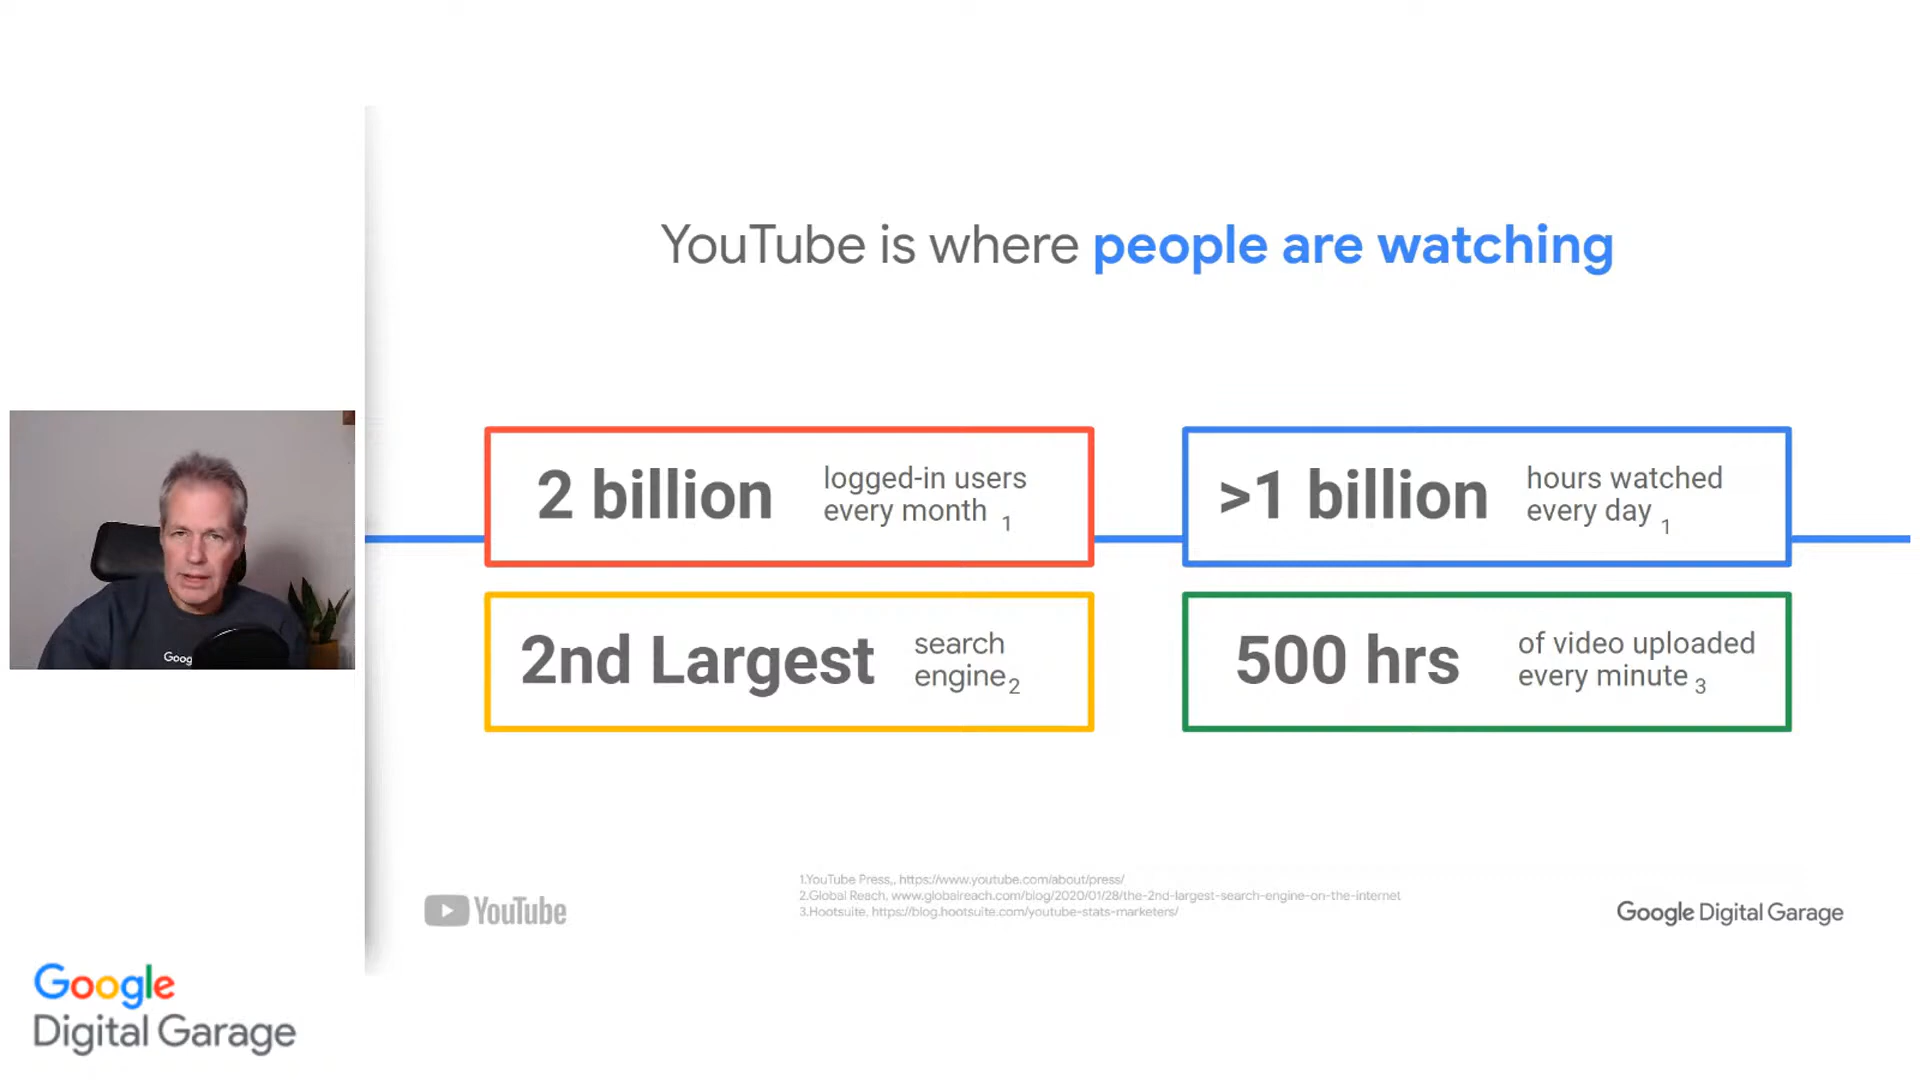 YouTube is where people are watching
2 billion
logged-in users
every month 1
>1 billion
hours watched
every day 1
2nd Largest
search
engine2
500 hrs
of video uploaded
every minute 3
Goog
1.YouTube Press,, https://www.youtube.com/about/press/
2.Global Reach, www.globalreach.com/blog/2020/01/28/the-2nd-largest-search-engine-on-the-internet
3.Hootsuite, https://blog.hootsuite.com/youtube-stats-marketers/
YouTube
Google Digital Garage
Google
Digital Garage